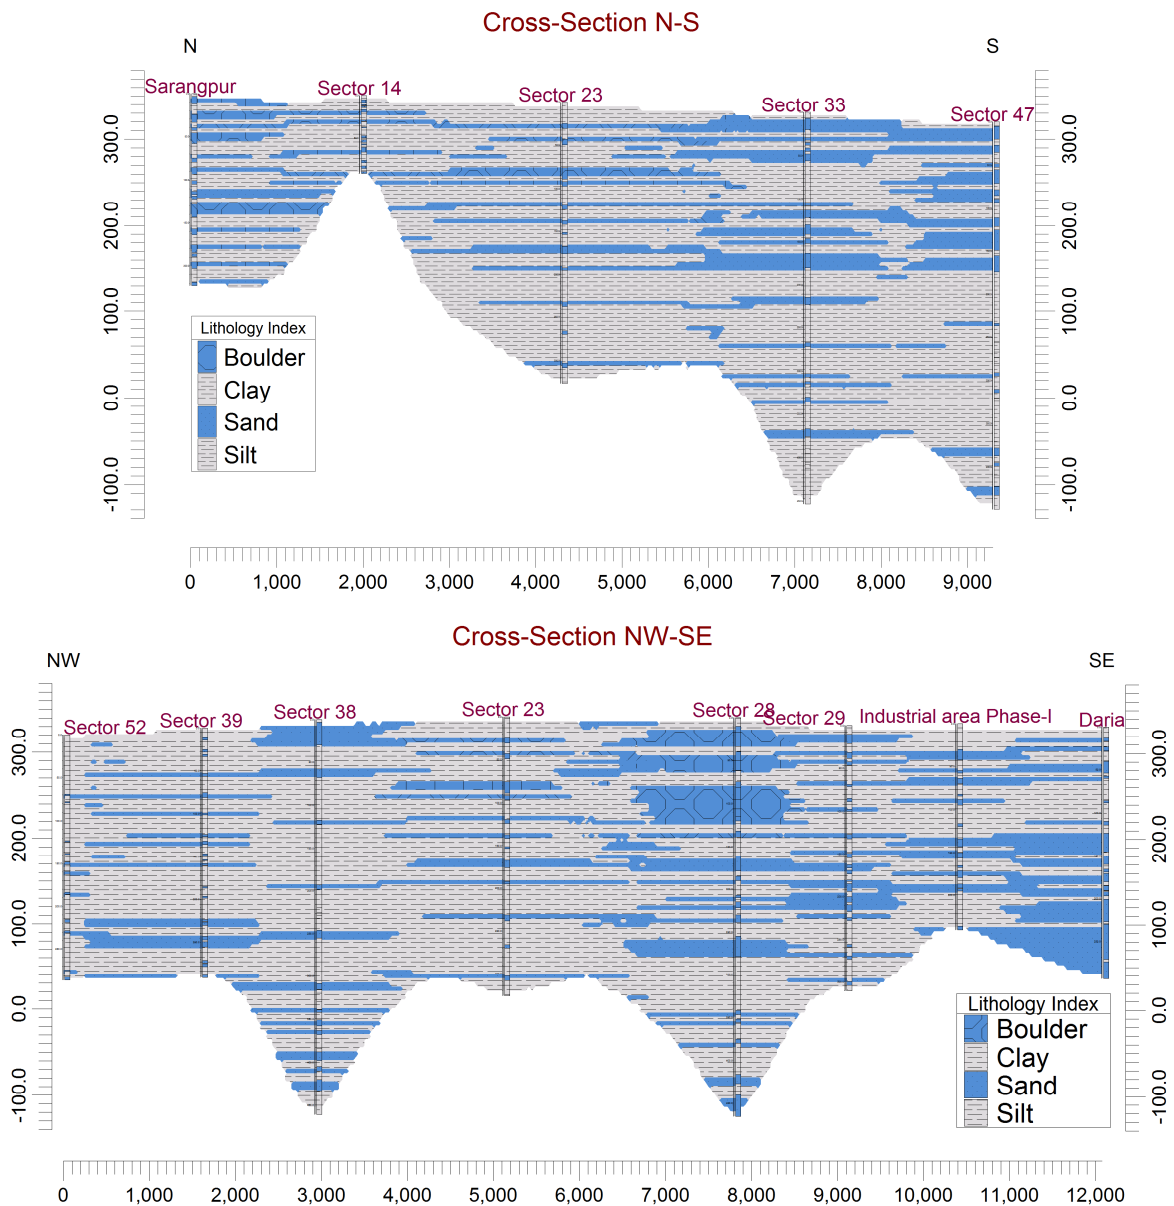 Cross-Section N-S
N
S
Sarangpur
Sector 14
Sector 23
Sector 33
Sector 47
300.0
200.0
100.0
0.0
-100.0
300.0
200.0
100.0
0.0
-100.0
Lithology Index
Boulder
Clay
Sand
Silt
0
1,000
2,000
3,000
4,000
5,000
6,000
7,000
8,000
9,000
Cross-Section NW-SE
NW
SE
Sector 52
Sector 39
Sector 38
Sector 23
Sector 28
Sector 29
Industrial area Phase-I
Daria
300.0
200.0
100.0
0.0
-100.0
300.0
200.0
100.0
0.0
-100.0
Lithology Index
Boulder
Clay
Sand
Silt
0
1,000
2,000
3,000
4,000
5,000
6,000
7,000
8,000
9,000
10,000
11,000
12,000